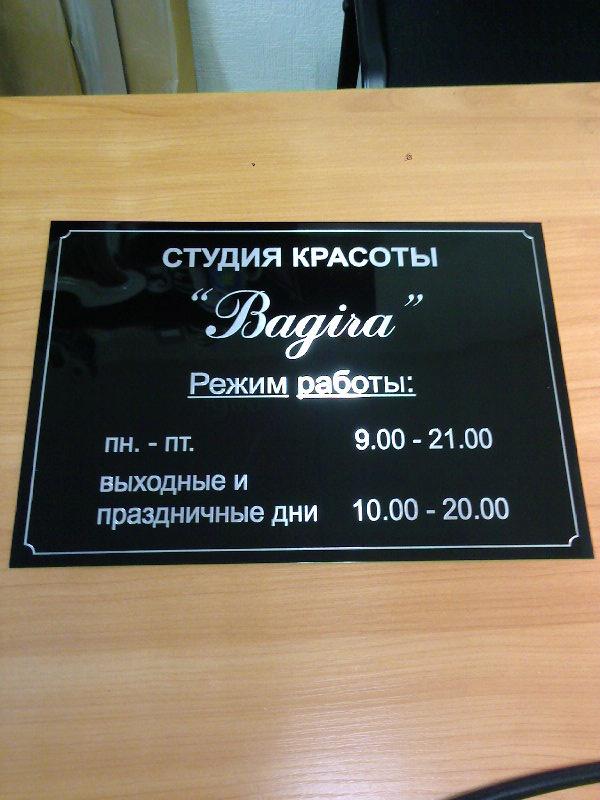 СТУДИЯ КРАСОТЫ
“Bagira”
Режим работы:
пн. - пт. 9.00 - 21.00
выходные и
праздничные дни 10.00 - 20.00